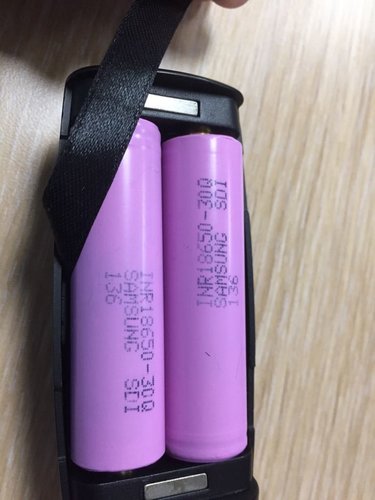 INR18650-30Q
SAMSUNG SDI
136
INR18650-30Q
SAMSUNG SDI
136